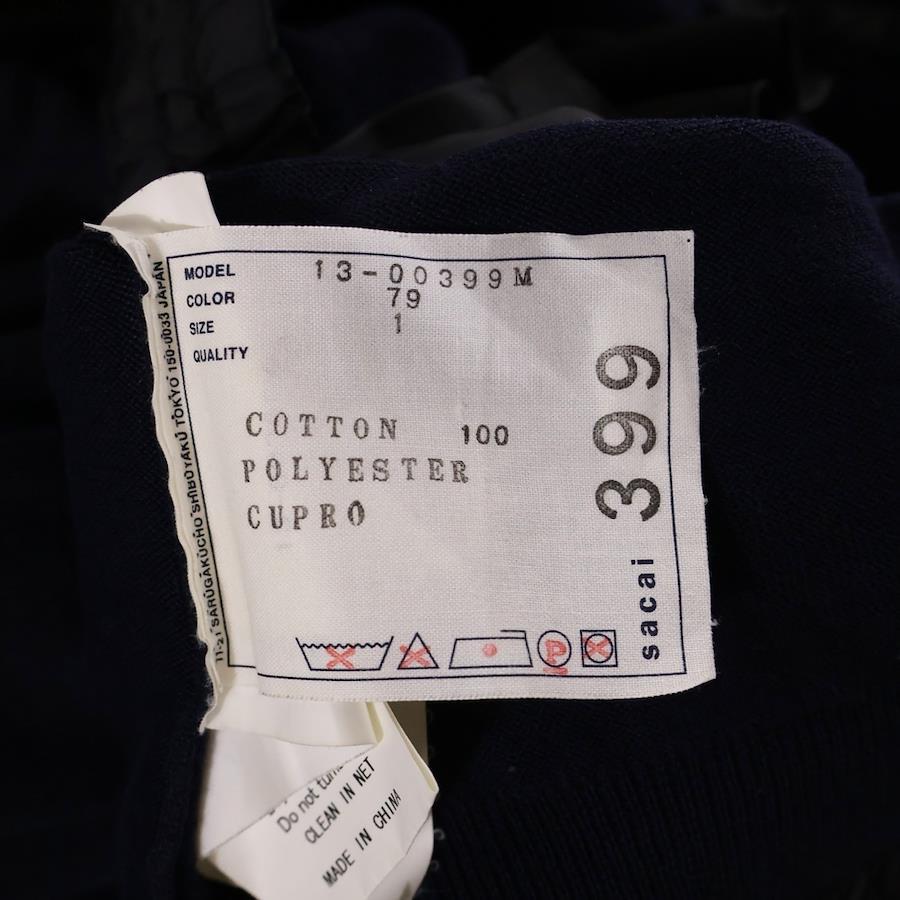 MODEL 13-00399M
COLOR 79
SIZE 1
QUALITY
COTTON 100
POLYESTER
CUPRO
399
sacai
P
11-21 SARUGAKUCHO SHIBUYAKU TOKYO 150-0033 JAPAN
Do not tum
CLEAN IN NET
MADE IN CHINA